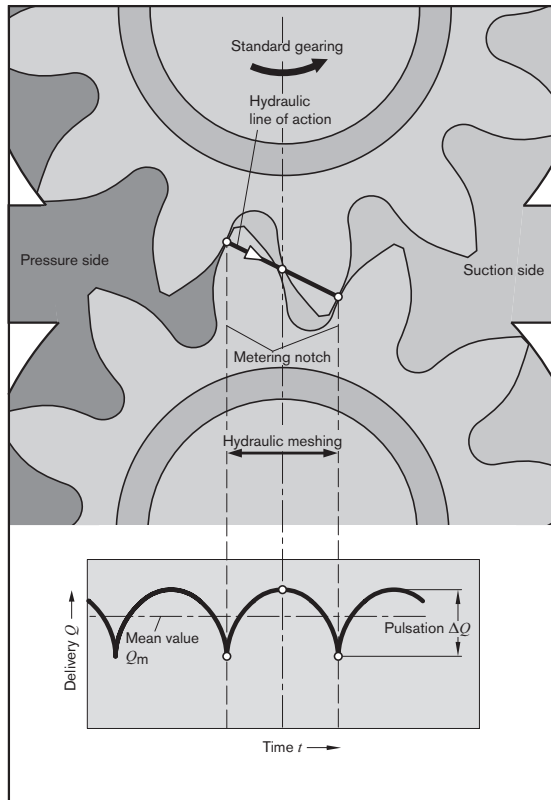 Standard gearing
Hydraulic
line of action
Pressure side
Suction side
Metering notch
Hydraulic meshing
Delivery Q
Mean value
Qm
Pulsation ΔQ
Time t